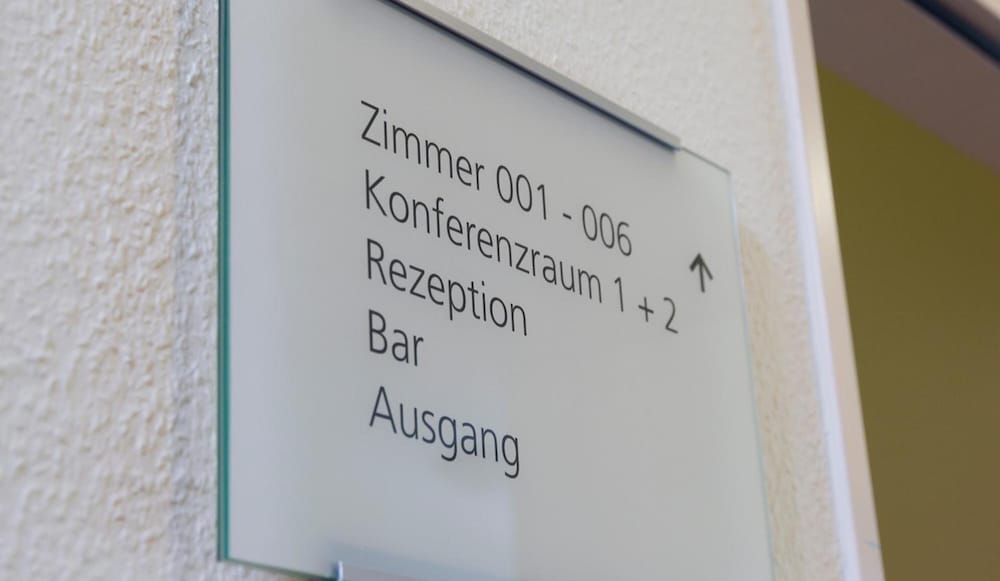 Zimmer 001 - 006
Konferenzraum 1 + 2 ↑
Rezeption
Bar
Ausgang